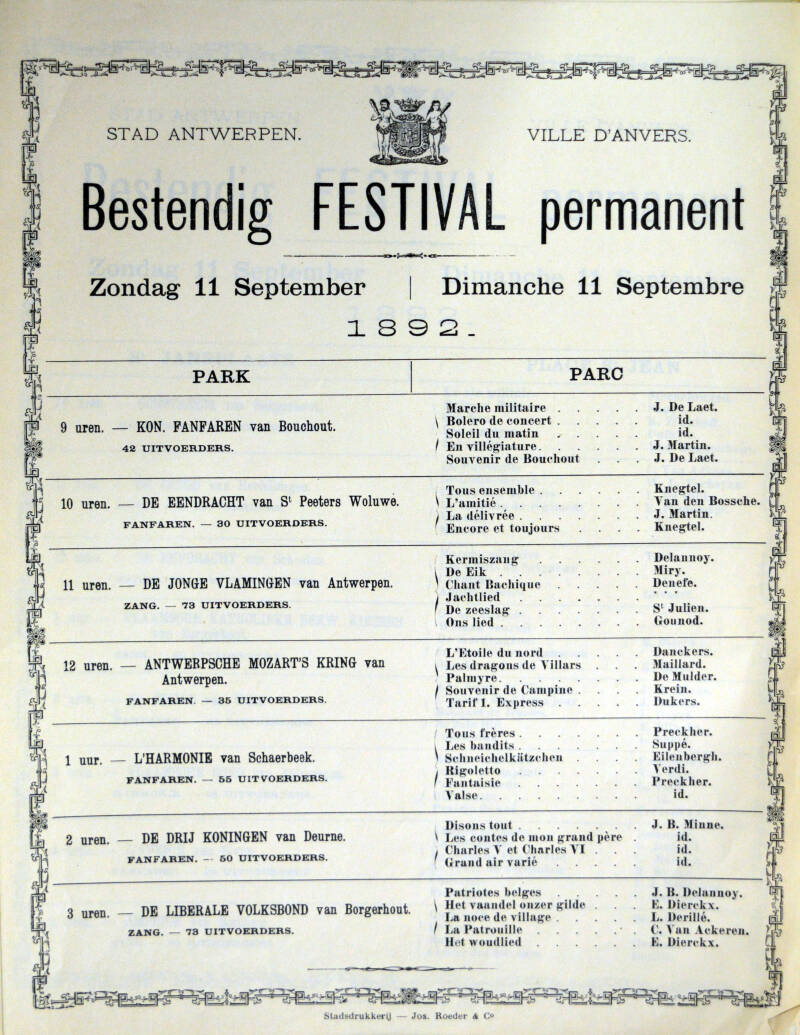 STAD ANTWERPEN.
VILLE D'ANVERS.
Bestendig FESTIVAL permanent
Zondag 11 September | Dimanche 11 Septembre
1892.
PARK
PARC
9 uren. — KON. FANFAREN van Bouchout.
42 UITVOERDERS.
Marche militaire . . . . . J. De Laet.
Bolero de concert . . . . . id.
Soleil du matin . . . . . id.
En villégiature . . . . . J. Martin.
Souvenir de Bouchout . . . J. De Laet.
10 uren. — DE EENDRACHT van St Peeters Woluwe.
FANFAREN. — 30 UITVOERDERS.
Tous ensemble . . . . . . Knegtel.
L'amitié . . . . . . . Van den Bossche.
La délivrée . . . . . . J. Martin.
Encore et toujours . . . . Knegtel.
11 uren. — DE JONGE VLAMINGEN van Antwerpen.
ZANG. — 73 UITVOERDERS.
Kermiszang . . . . . Delannoy.
De Eik . . . . . . . Miry.
Chant Bachique . . . . . Denefe.
Jachtlied . . . . . . . . .
De zeeslag . . . . . . St Julien.
Ons lied . . . . . . . Gounod.
12 uren. — ANTWERPSCHE MOZART'S KRING van
Antwerpen.
FANFAREN. — 35 UITVOERDERS.
L'Etoile du nord . . . . Danckers.
Les dragons de Villars . . . Maillard.
Palmyre . . . . . . . De Mulder.
Souvenir de Campine . . . . Krein.
Tarif 1. Express . . . . . Dukers.
1 uur. — L'HARMONIE van Schaerbeek.
FANFAREN. — 55 UITVOERDERS.
Tous frères . . . . . . . Preckher.
Les bandits . . . . . . . Suppé.
Schneichelkätzchen . . . . Eilenbergh.
Rigoletto . . . . . . Verdi.
Fantaisie . . . . . . Preckher.
Valse . . . . . . . . id.
2 uren. — DE DRIJ KONINGEN van Deurne.
FANFAREN. — 50 UITVOERDERS.
Disons tout . . . . . . . J. B. Minne.
Les contes de mon grand père . id.
Charles V et Charles VI . . . id.
Grand air varié . . . . . id.
3 uren. — DE LIBERALE VOLKSBOND van Borgerhout.
ZANG. — 73 UITVOERDERS.
Patriotes belges . . . . . J. B. Delannoy.
Het vaandel onzer gilde . . . E. Dierckx.
La noce de village . . . . . L. Derillé.
La Patrouille . . . . . . C. Van Ackeren.
Het woudlied . . . . . E. Dierckx.
Stadsdrukkerij — Jos. Roeder & Co